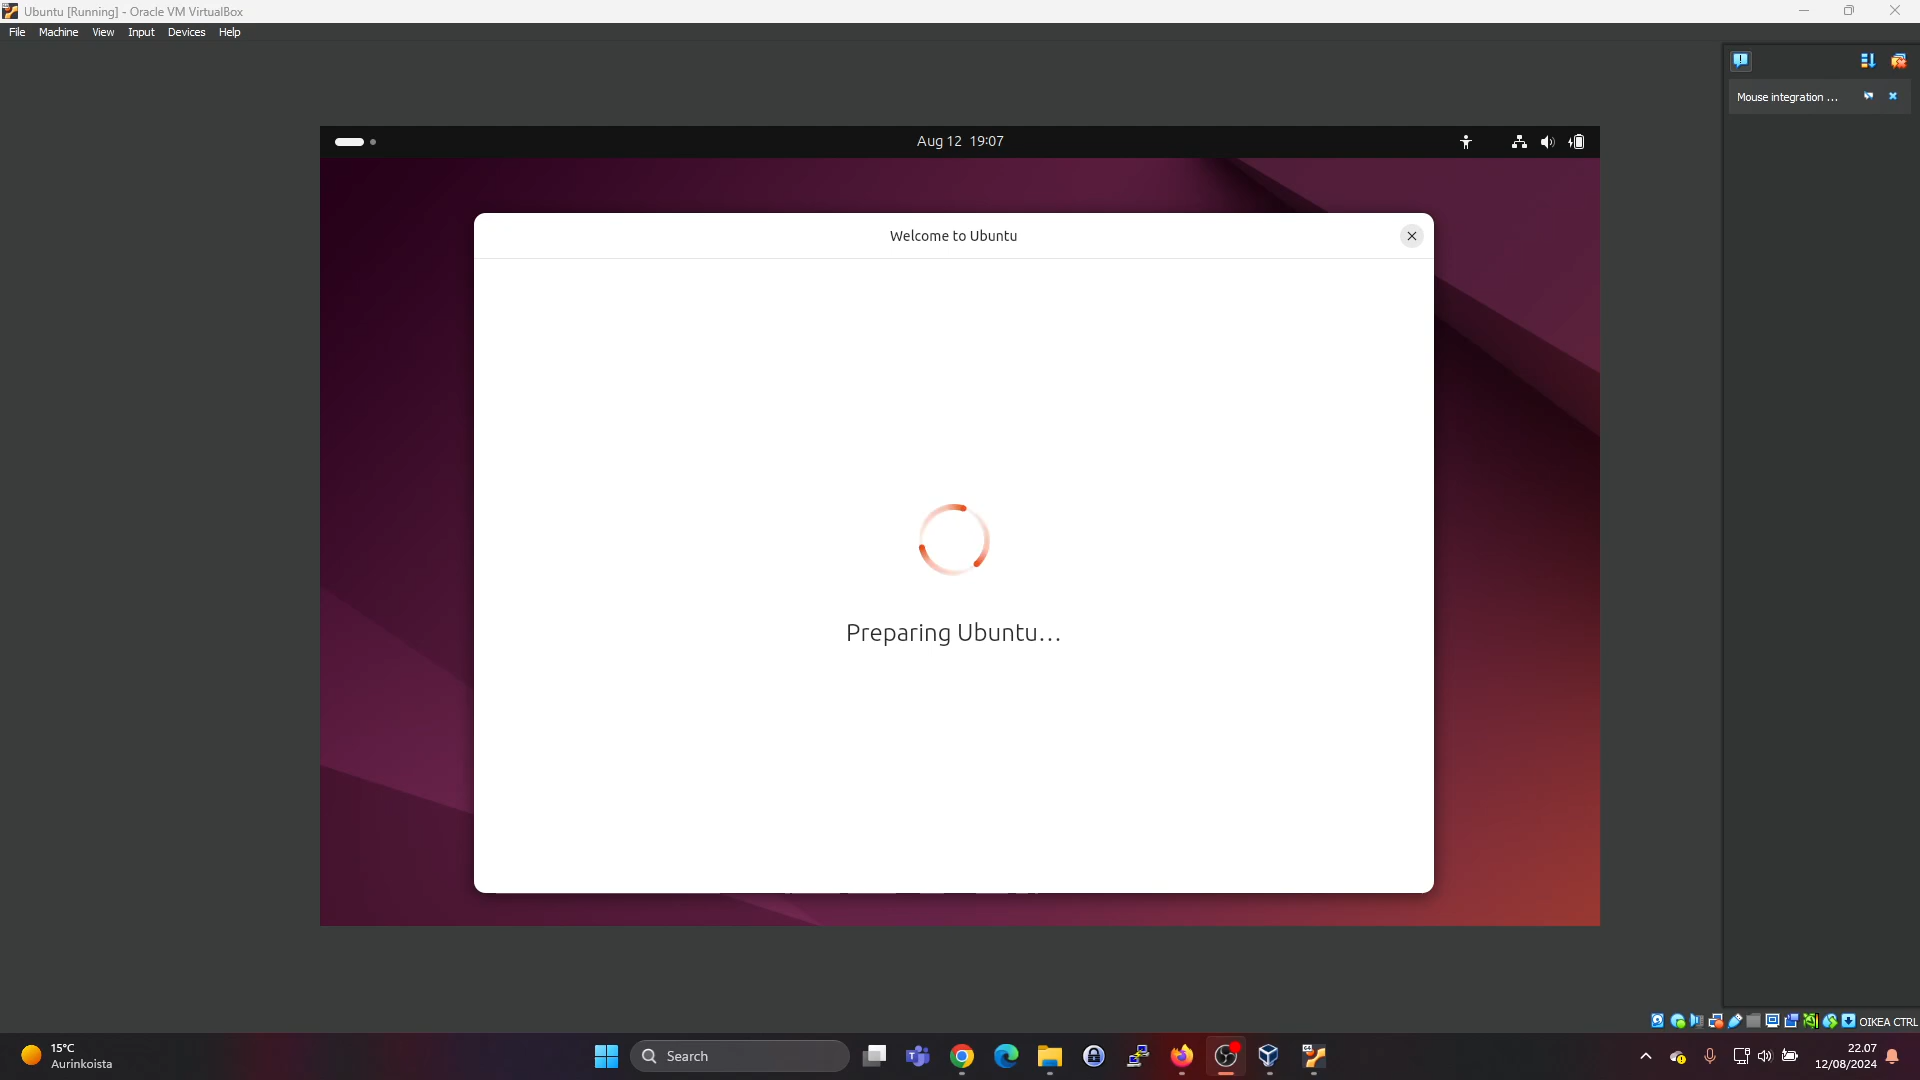 Ubuntu [Running] - Oracle VM VirtualBox
File Machine View Input Devices Help
Mouse integration ...
Aug 12 19:07
Welcome to Ubuntu
Preparing Ubuntu...
OIKEA CTRL
15°C
Aurinkoista
Search
22.07
12/08/2024